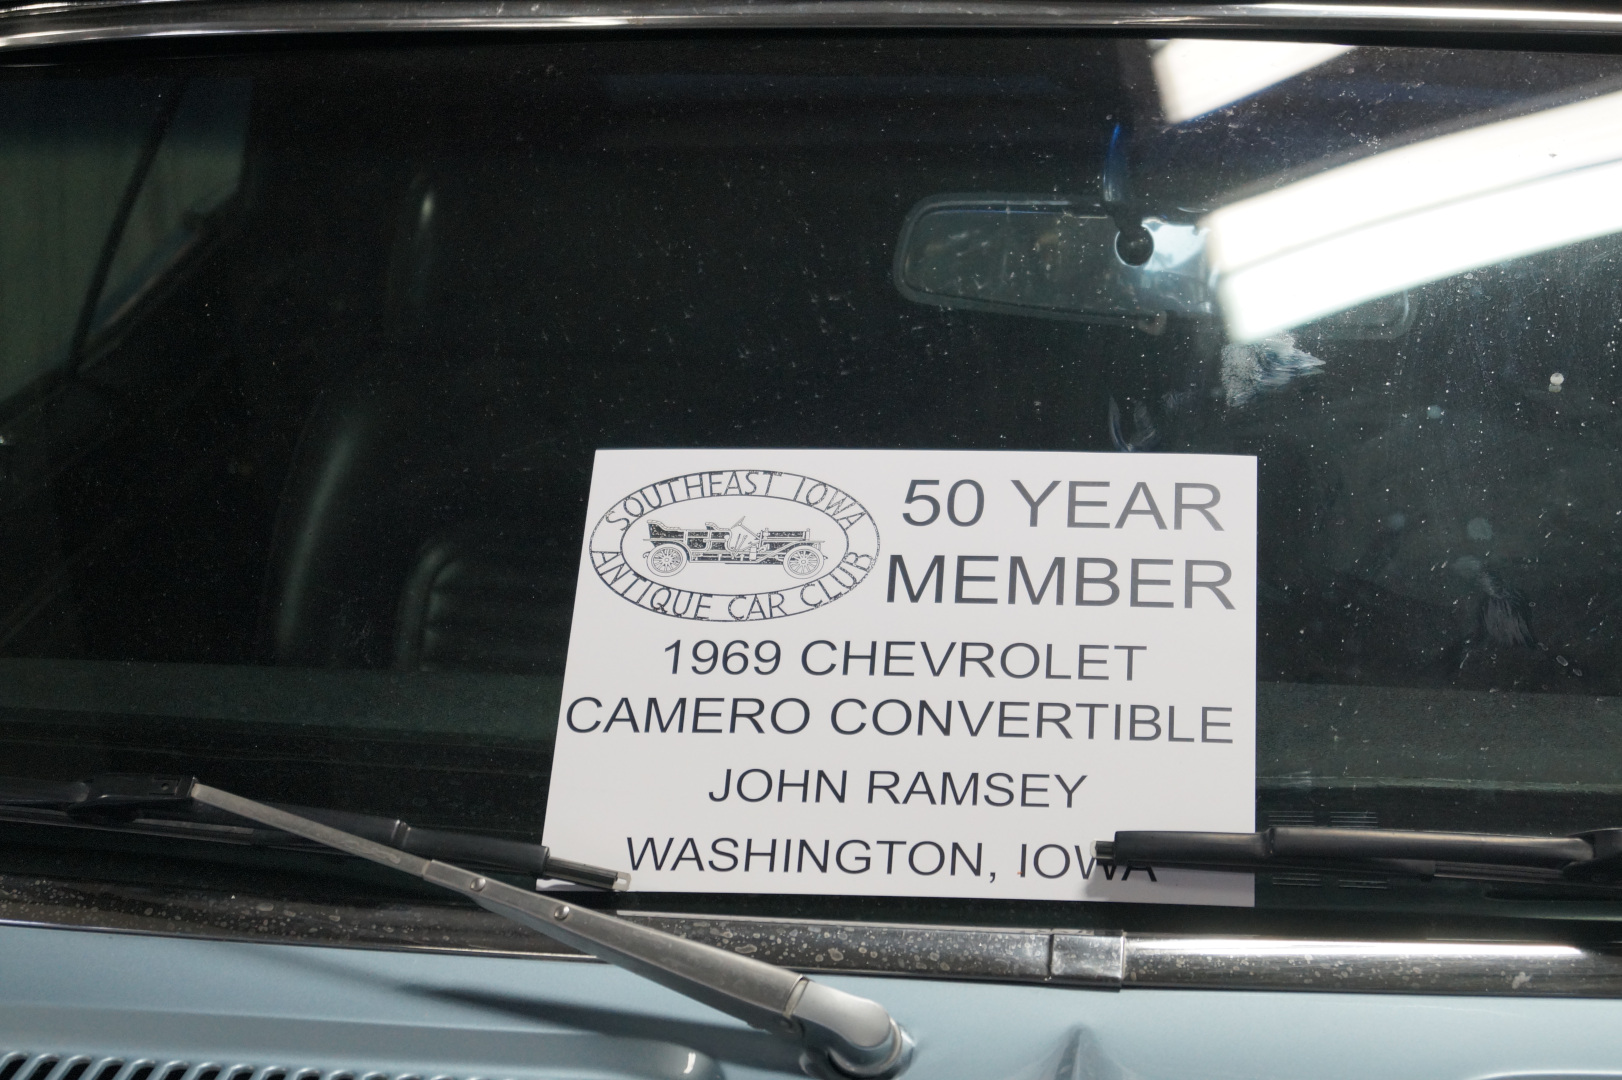 SOUTHEAST IOWA
ANTIQUE CAR CLUB
50 YEAR
MEMBER
1969 CHEVROLET
CAMERO CONVERTIBLE
JOHN RAMSEY
WASHINGTON, IOWA